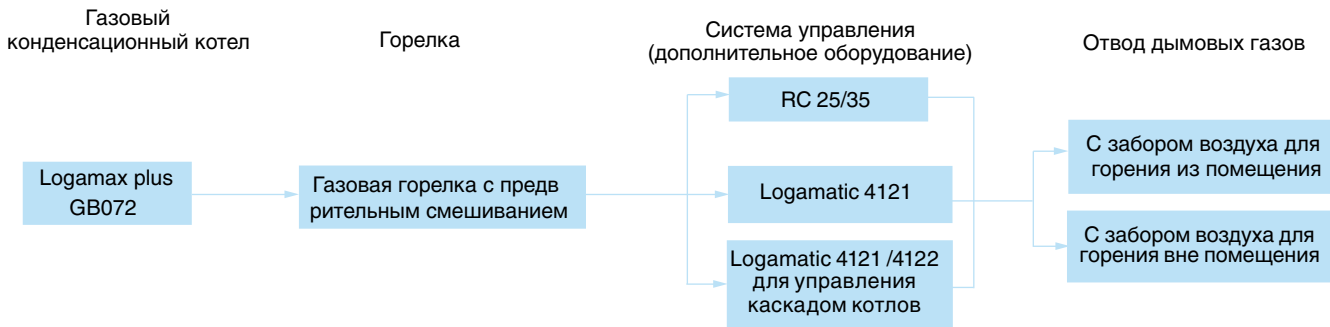 Газовый
конденсационный котел
Горелка
Система управления
(дополнительное оборудование)
Отвод дымовых газов
Logamax plus
GB072
Газовая горелка с предв
рительным смешиванием
RC 25/35
Logamatic 4121
Logamatic 4121 /4122
для управления
каскадом котлов
С забором воздуха для
горения из помещения
С забором воздуха для
горения вне помещения